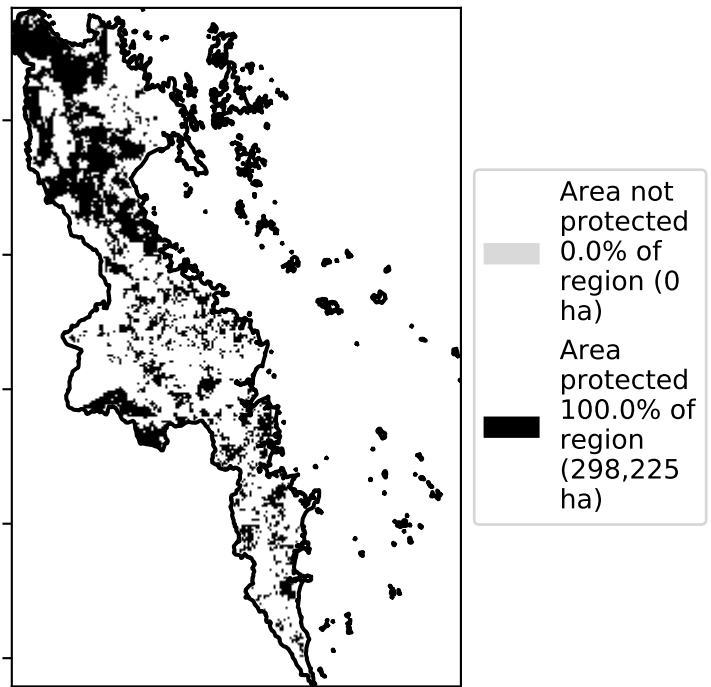 Area not
protected
0.0% of
region (0
ha)
Area
protected
100.0% of
region
(298,225
ha)